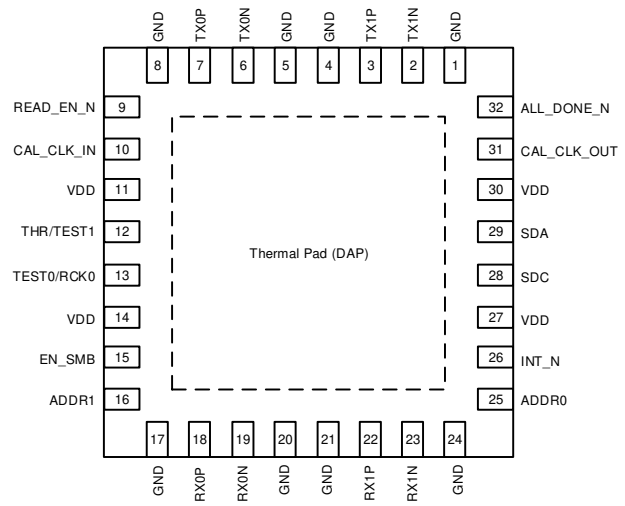 GND TX0P TX0N GND GND TX1P TX1N GND
8 7 6 5 4 3 2 1
READ_EN_N 9 32 ALL_DONE_N
CAL_CLK_IN 10 31 CAL_CLK_OUT
VDD 11 30 VDD
THR/TEST1 12 29 SDA
Thermal Pad (DAP)
TEST0/RCK0 13 28 SDC
VDD 14 27 VDD
EN_SMB 15 26 INT_N
ADDR1 16 25 ADDR0
17 18 19 20 21 22 23 24
GND RX0P RX0N GND GND RX1P RX1N GND